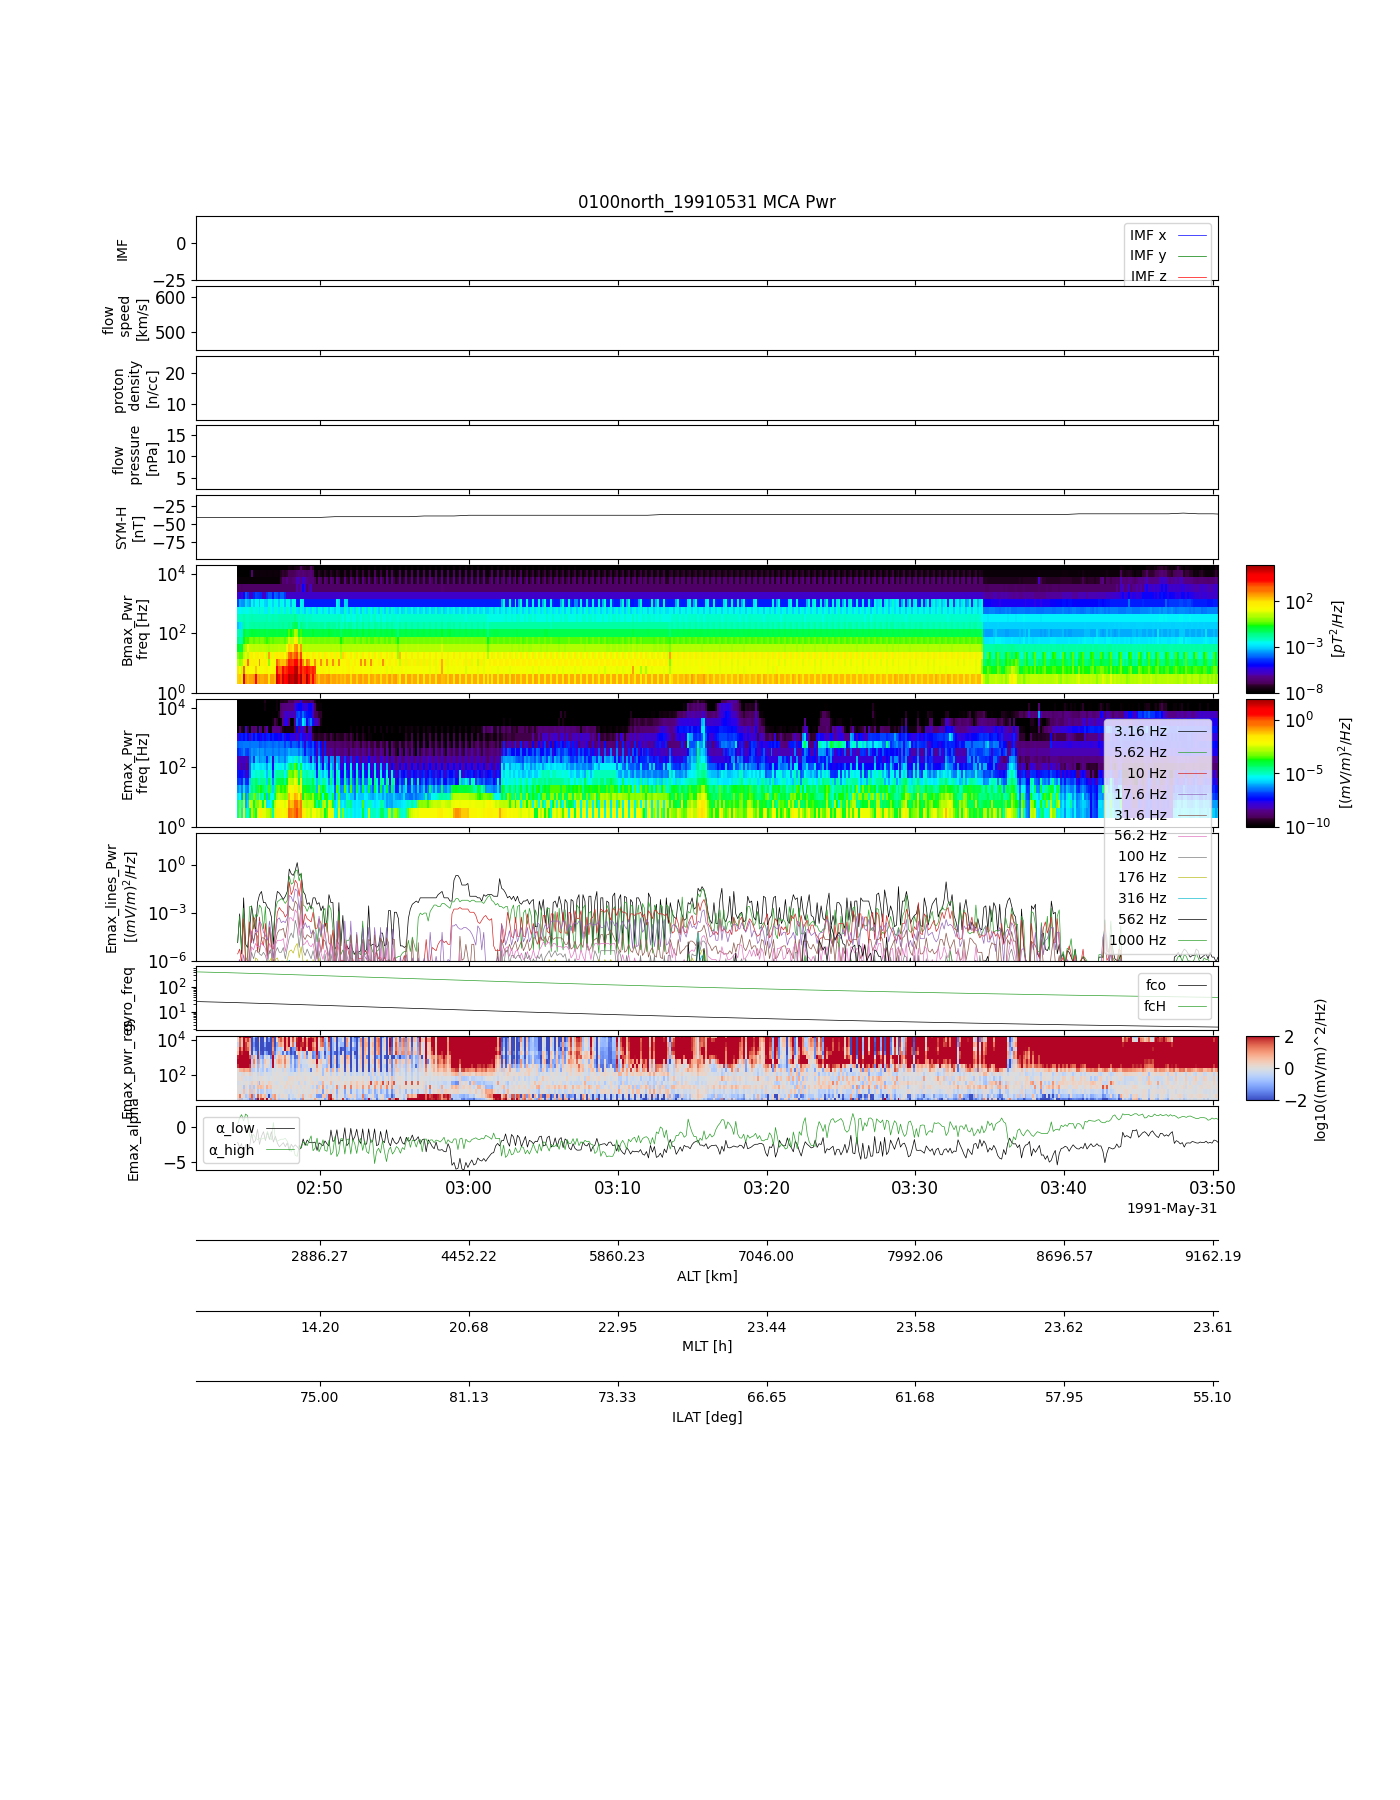 0100north_19910531 MCA Pwr
IMF
0
−25
IMF x
IMF y
IMF z
flow
speed
[km/s]
600
500
proton
density
[n/cc]
20
10
flow
pressure
[nPa]
15
10
5
SYM-H
[nT]
−25
−50
−75
Bmax_Pwr
freq [Hz]
10^4
10^2
10^0
10^2
10^−3
10^−8
[pT^2/Hz]
Emax_Pwr
freq [Hz]
10^4
10^2
10^0
10^0
10^−5
10^−10
[(mV/m)^2/Hz]
3.16 Hz
5.62 Hz
10 Hz
17.6 Hz
31.6 Hz
56.2 Hz
100 Hz
176 Hz
316 Hz
562 Hz
1000 Hz
Emax_lines_Pwr
[(mV/m)^2/Hz]
10^0
10^−3
10^−6
gyro_freq
10^2
10^1
fco
fcH
Emax_pwr_res
10^4
10^2
2
0
−2
log10((mV/m)^2/Hz)
Emax_alpha
0
−5
α_low
α_high
02:50 03:00 03:10 03:20 03:30 03:40 03:50
1991-May-31
2886.27 4452.22 5860.23 7046.00 7992.06 8696.57 9162.19
ALT [km]
14.20 20.68 22.95 23.44 23.58 23.62 23.61
MLT [h]
75.00 81.13 73.33 66.65 61.68 57.95 55.10
ILAT [deg]